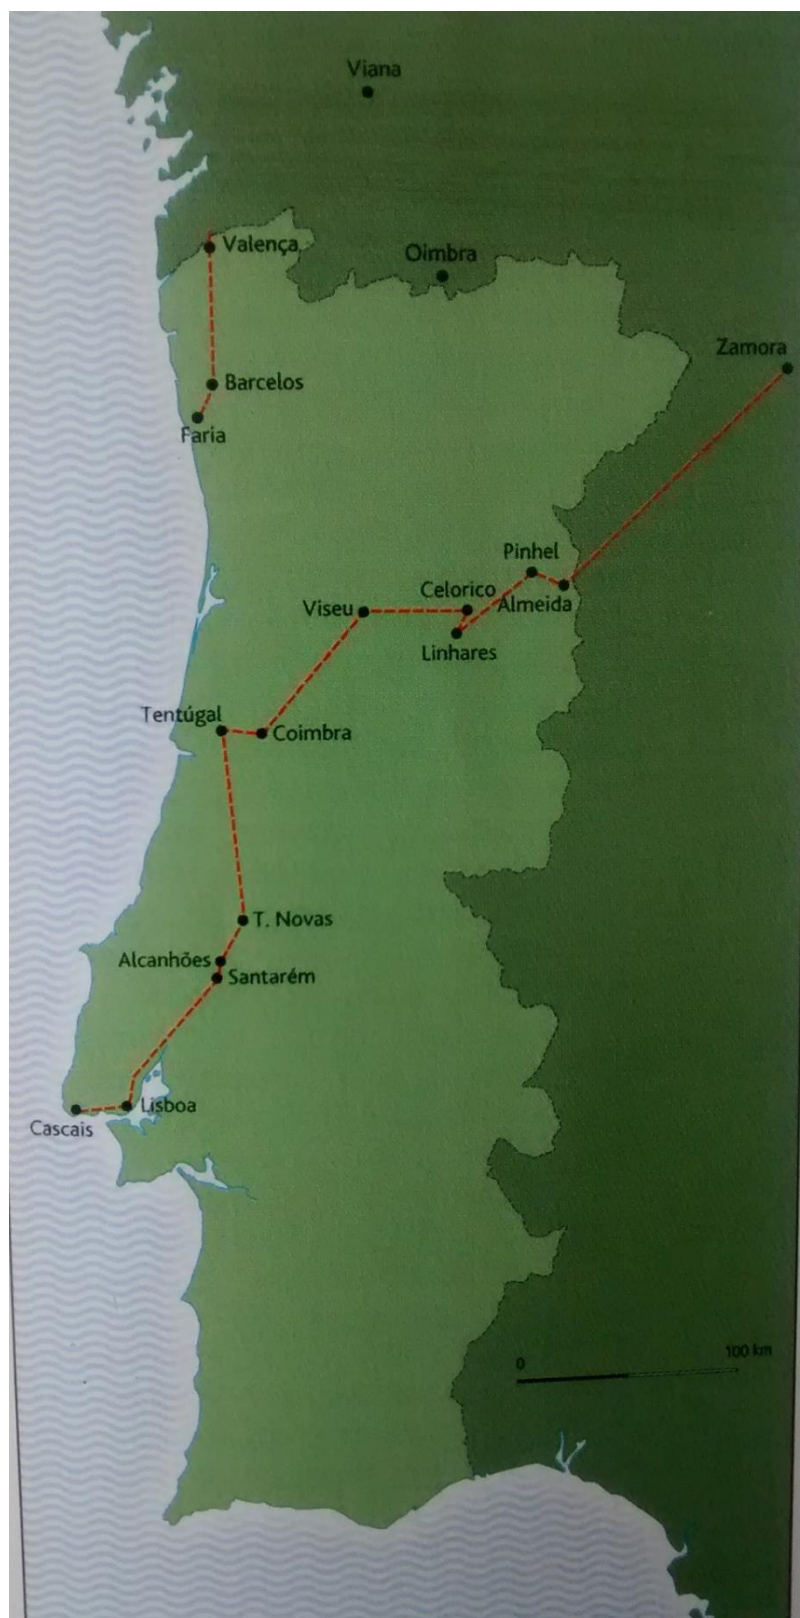 Viana
Valença
Oimbra
Zamora
Barcelos
Faria
Pinhel
Celorico
Almeida
Viseu
Linhares
Tentúgal
Coimbra
T. Novas
Alcanhões
Santarém
Lisboa
Cascais
0 100 km